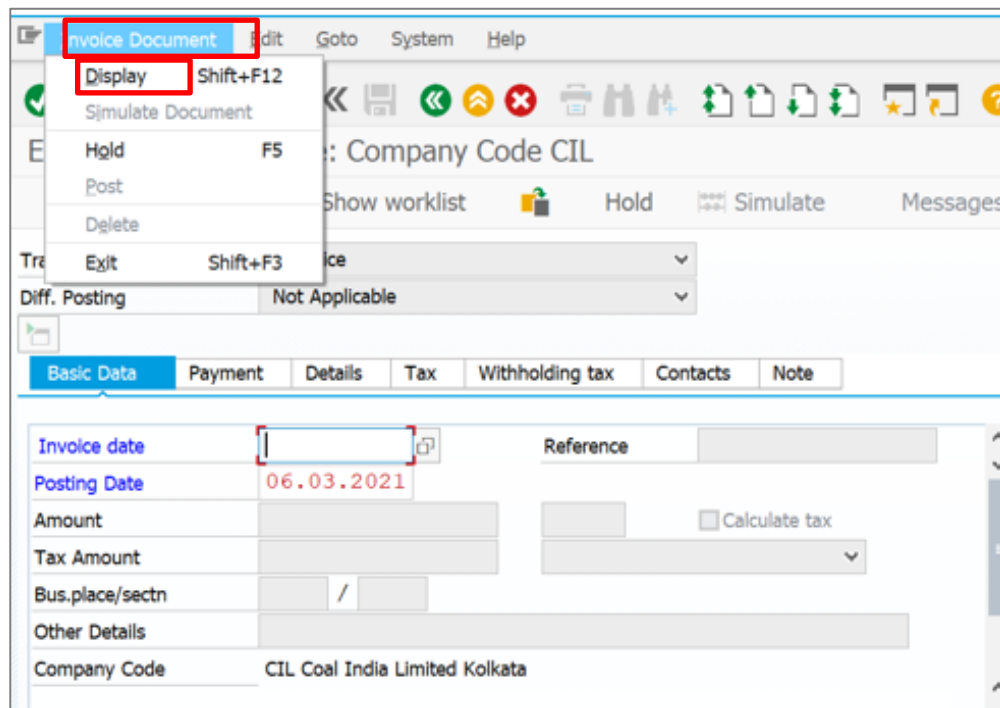 Invoice Document Edit Goto System Help
Display Shift+F12
Simulate Document
Hold F5
: Company Code CIL
Post
Show worklist Hold Simulate Messages
Delete
Exit Shift+F3
Diff. Posting Not Applicable
Basic Data Payment Details Tax Withholding tax Contacts Note
Invoice date Reference
Posting Date 06.03.2021
Amount Calculate tax
Tax Amount
Bus.place/sectn /
Other Details
Company Code CIL Coal India Limited Kolkata